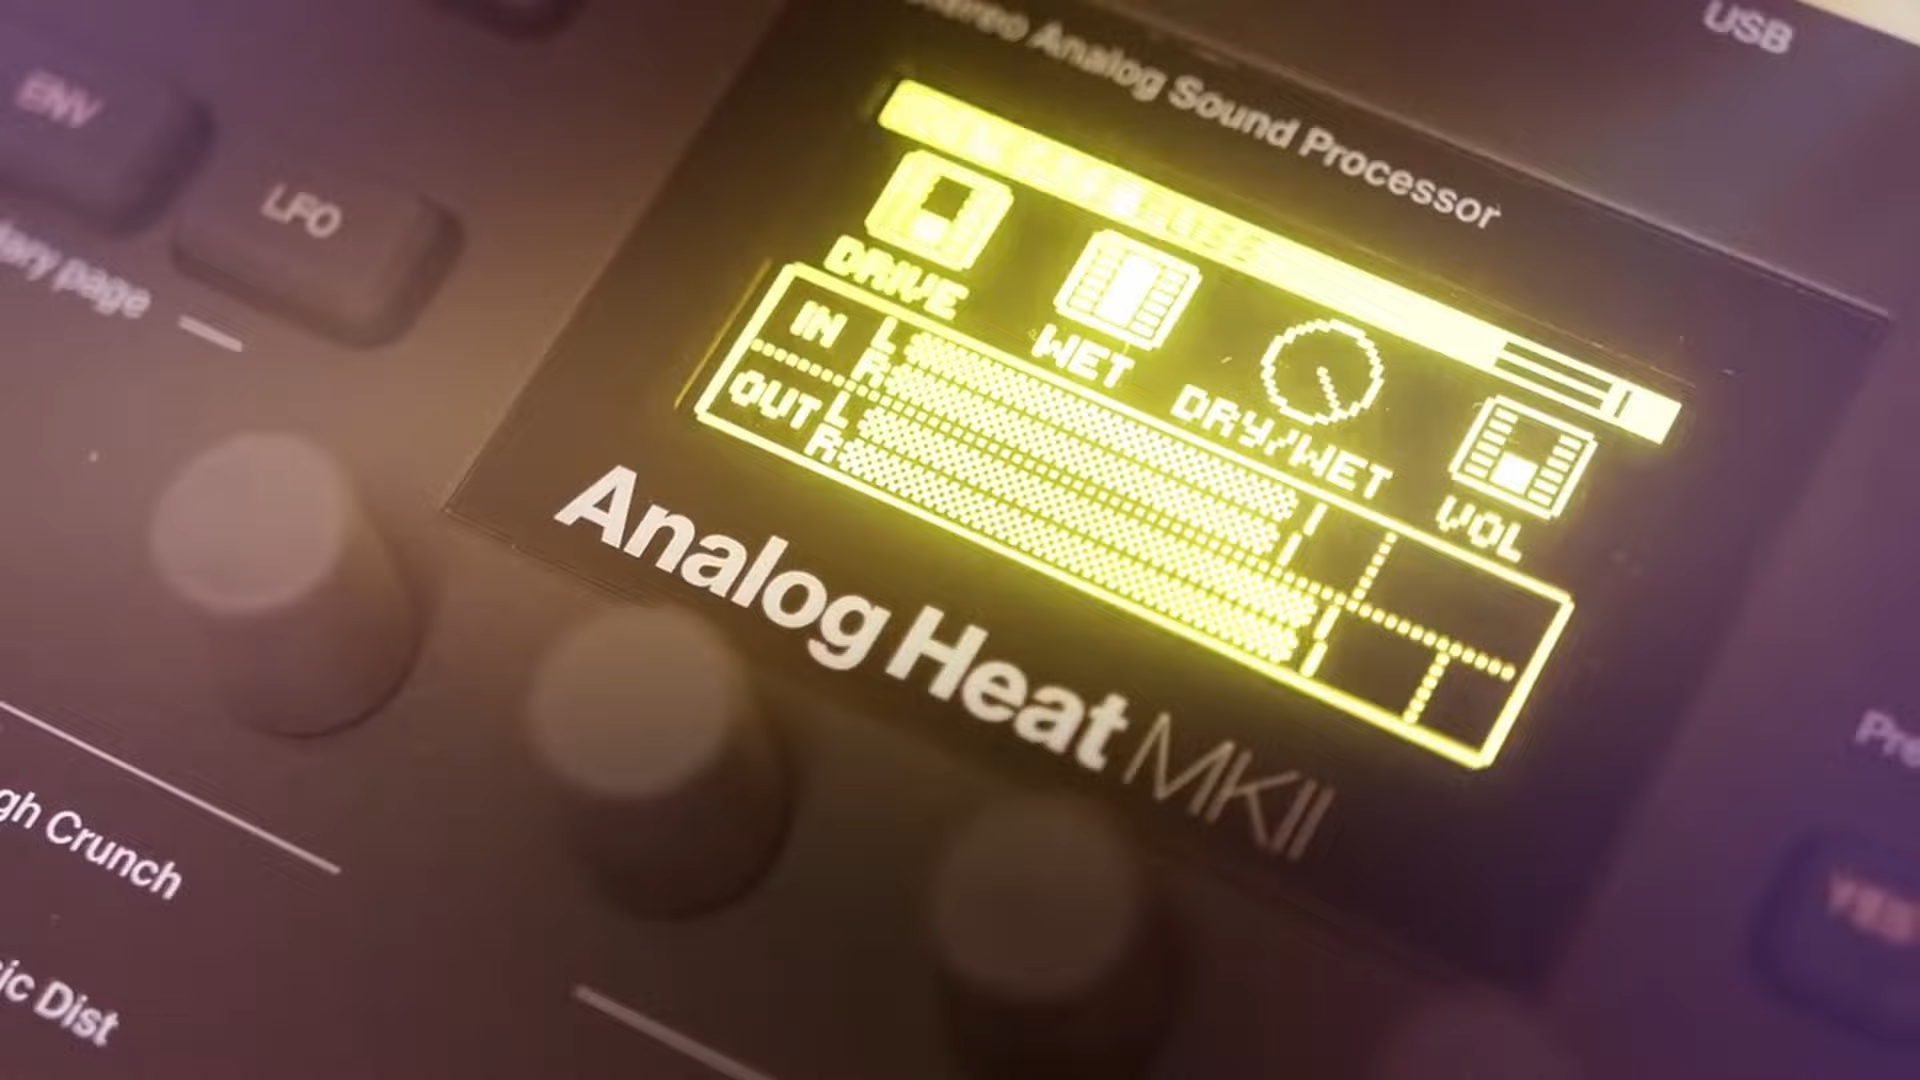 USB
Stereo Analog Sound Processor
ENV
LFO
DRIVE
WET
DRY/WET
VOL
IN L
R
OUT L
R
page
Analog Heat MKII
Crunch
Dist